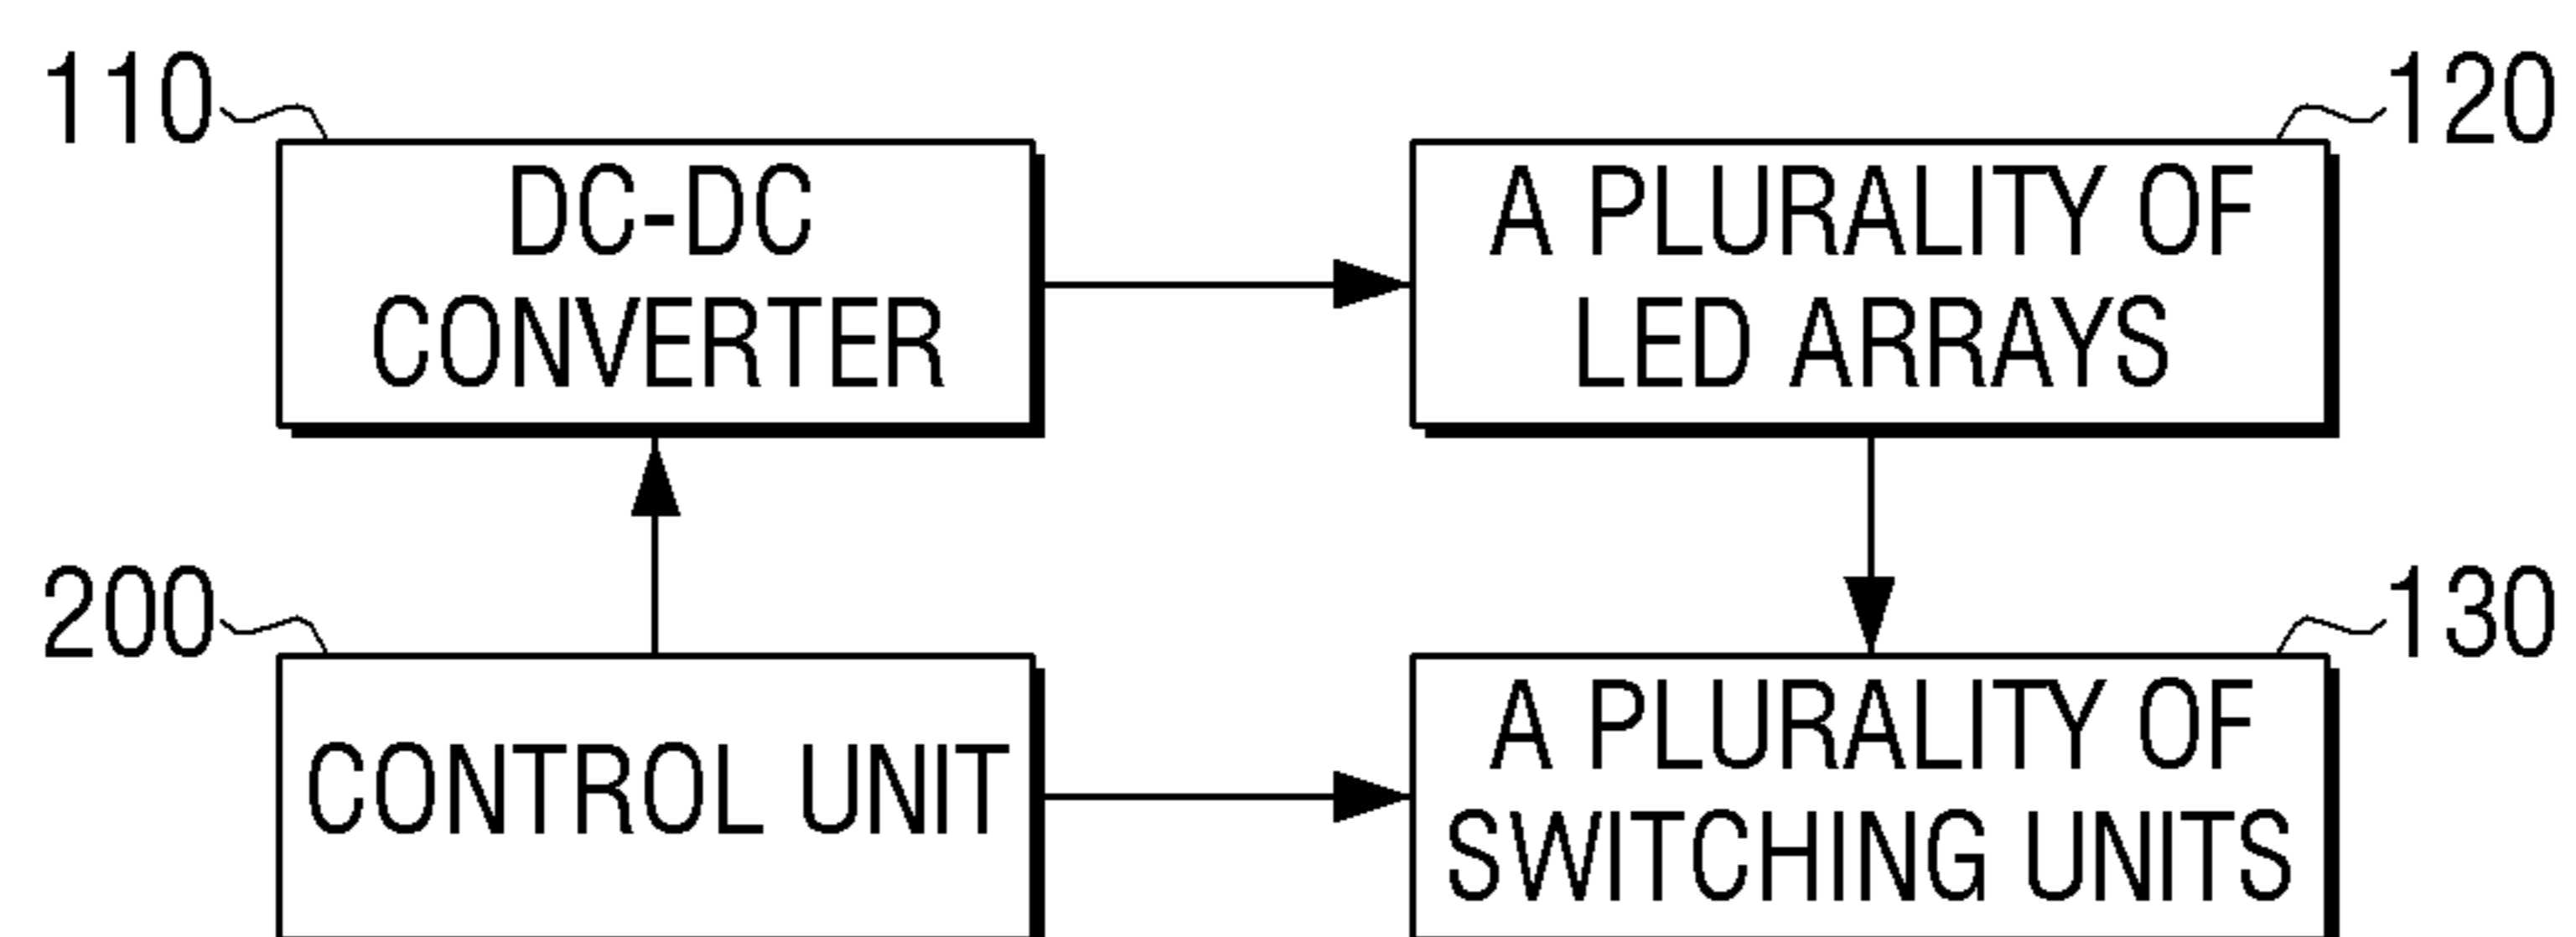 110
DC-DC
CONVERTER
120
A PLURALITY OF
LED ARRAYS
200
CONTROL UNIT
130
A PLURALITY OF
SWITCHING UNITS